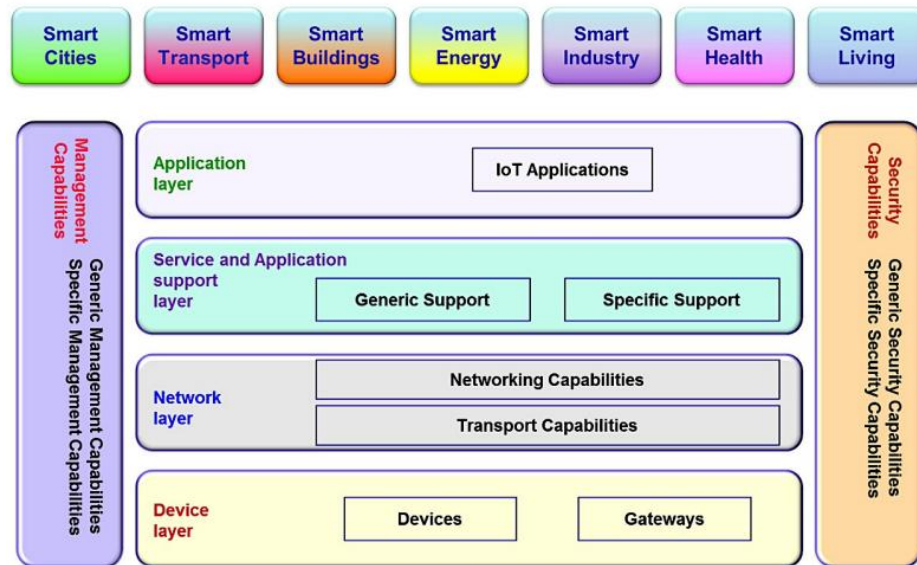 Smart
Cities
Smart
Transport
Smart
Buildings
Smart
Energy
Smart
Industry
Smart
Health
Smart
Living
Management
Capabilities
Generic Management Capabilities
Specific Management Capabilities
Application
layer
IoT Applications
Service and Application
support
layer
Generic Support
Specific Support
Network
layer
Networking Capabilities
Transport Capabilities
Device
layer
Devices
Gateways
Security
Capabilities
Generic Security Capabilities
Specific Security Capabilities